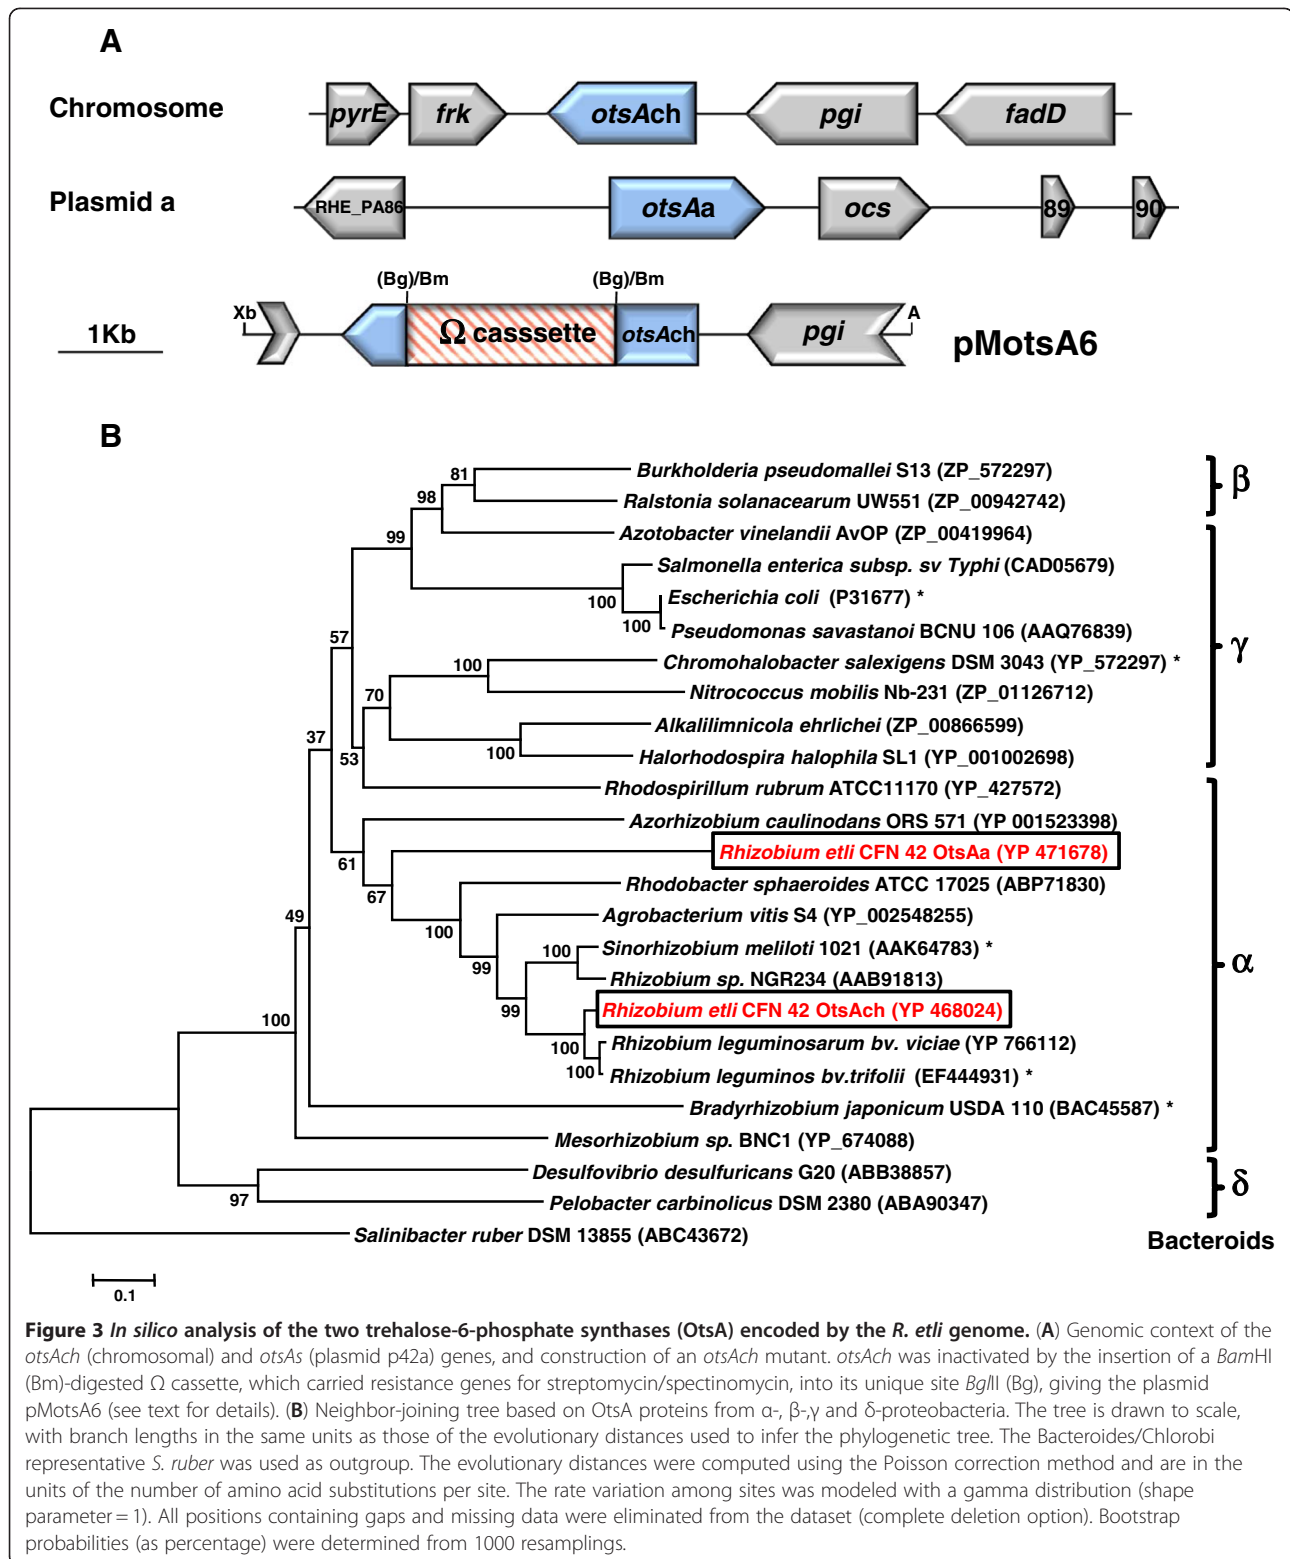 A
Chromosome
pyrE frk otsAch pgi fadD
Plasmid a
RHE_PA86 otsAa ocs 89 90
(Bg)/Bm (Bg)/Bm
Xb A
1Kb
Ω casssette otsAch pgi
pMotsA6
B
81 Burkholderia pseudomallei S13 (ZP_572297)
98 Ralstonia solanacearum UW551 (ZP_00942742)
β
99 Azotobacter vinelandii AvOP (ZP_00419964)
Salmonella enterica subsp. sv Typhi (CAD05679)
100 Escherichia coli (P31677) *
100 Pseudomonas savastanoi BCNU 106 (AAQ76839)
57
γ
100 Chromohalobacter salexigens DSM 3043 (YP_572297) *
70 Nitrococcus mobilis Nb-231 (ZP_01126712)
Alkalilimnicola ehrlichei (ZP_00866599)
37
53 100 Halorhodospira halophila SL1 (YP_001002698)
Rhodospirillum rubrum ATCC11170 (YP_427572)
Azorhizobium caulinodans ORS 571 (YP 001523398)
61 Rhizobium etli CFN 42 OtsAa (YP 471678)
67 Rhodobacter sphaeroides ATCC 17025 (ABP71830)
49 100 Agrobacterium vitis S4 (YP_002548255)
99 100 Sinorhizobium meliloti 1021 (AAK64783) *
α
Rhizobium sp. NGR234 (AAB91813)
99 Rhizobium etli CFN 42 OtsAch (YP 468024)
100 100 Rhizobium leguminosarum bv. viciae (YP 766112)
100 Rhizobium leguminos bv.trifolii (EF444931) *
Bradyrhizobium japonicum USDA 110 (BAC45587) *
Mesorhizobium sp. BNC1 (YP_674088)
Desulfovibrio desulfuricans G20 (ABB38857)
97 Pelobacter carbinolicus DSM 2380 (ABA90347)
δ
Salinibacter ruber DSM 13855 (ABC43672)
Bacteroids
0.1
Figure 3 In silico analysis of the two trehalose-6-phosphate synthases (OtsA) encoded by the R. etli genome. (A) Genomic context of the
otsAch (chromosomal) and otsAs (plasmid p42a) genes, and construction of an otsAch mutant. otsAch was inactivated by the insertion of a BamHI
(Bm)-digested Ω cassette, which carried resistance genes for streptomycin/spectinomycin, into its unique site BglII (Bg), giving the plasmid
pMotsA6 (see text for details). (B) Neighbor-joining tree based on OtsA proteins from α-, β-,γ and δ-proteobacteria. The tree is drawn to scale,
with branch lengths in the same units as those of the evolutionary distances used to infer the phylogenetic tree. The Bacteroides/Chlorobi
representative S. ruber was used as outgroup. The evolutionary distances were computed using the Poisson correction method and are in the
units of the number of amino acid substitutions per site. The rate variation among sites was modeled with a gamma distribution (shape
parameter = 1). All positions containing gaps and missing data were eliminated from the dataset (complete deletion option). Bootstrap
probabilities (as percentage) were determined from 1000 resamplings.